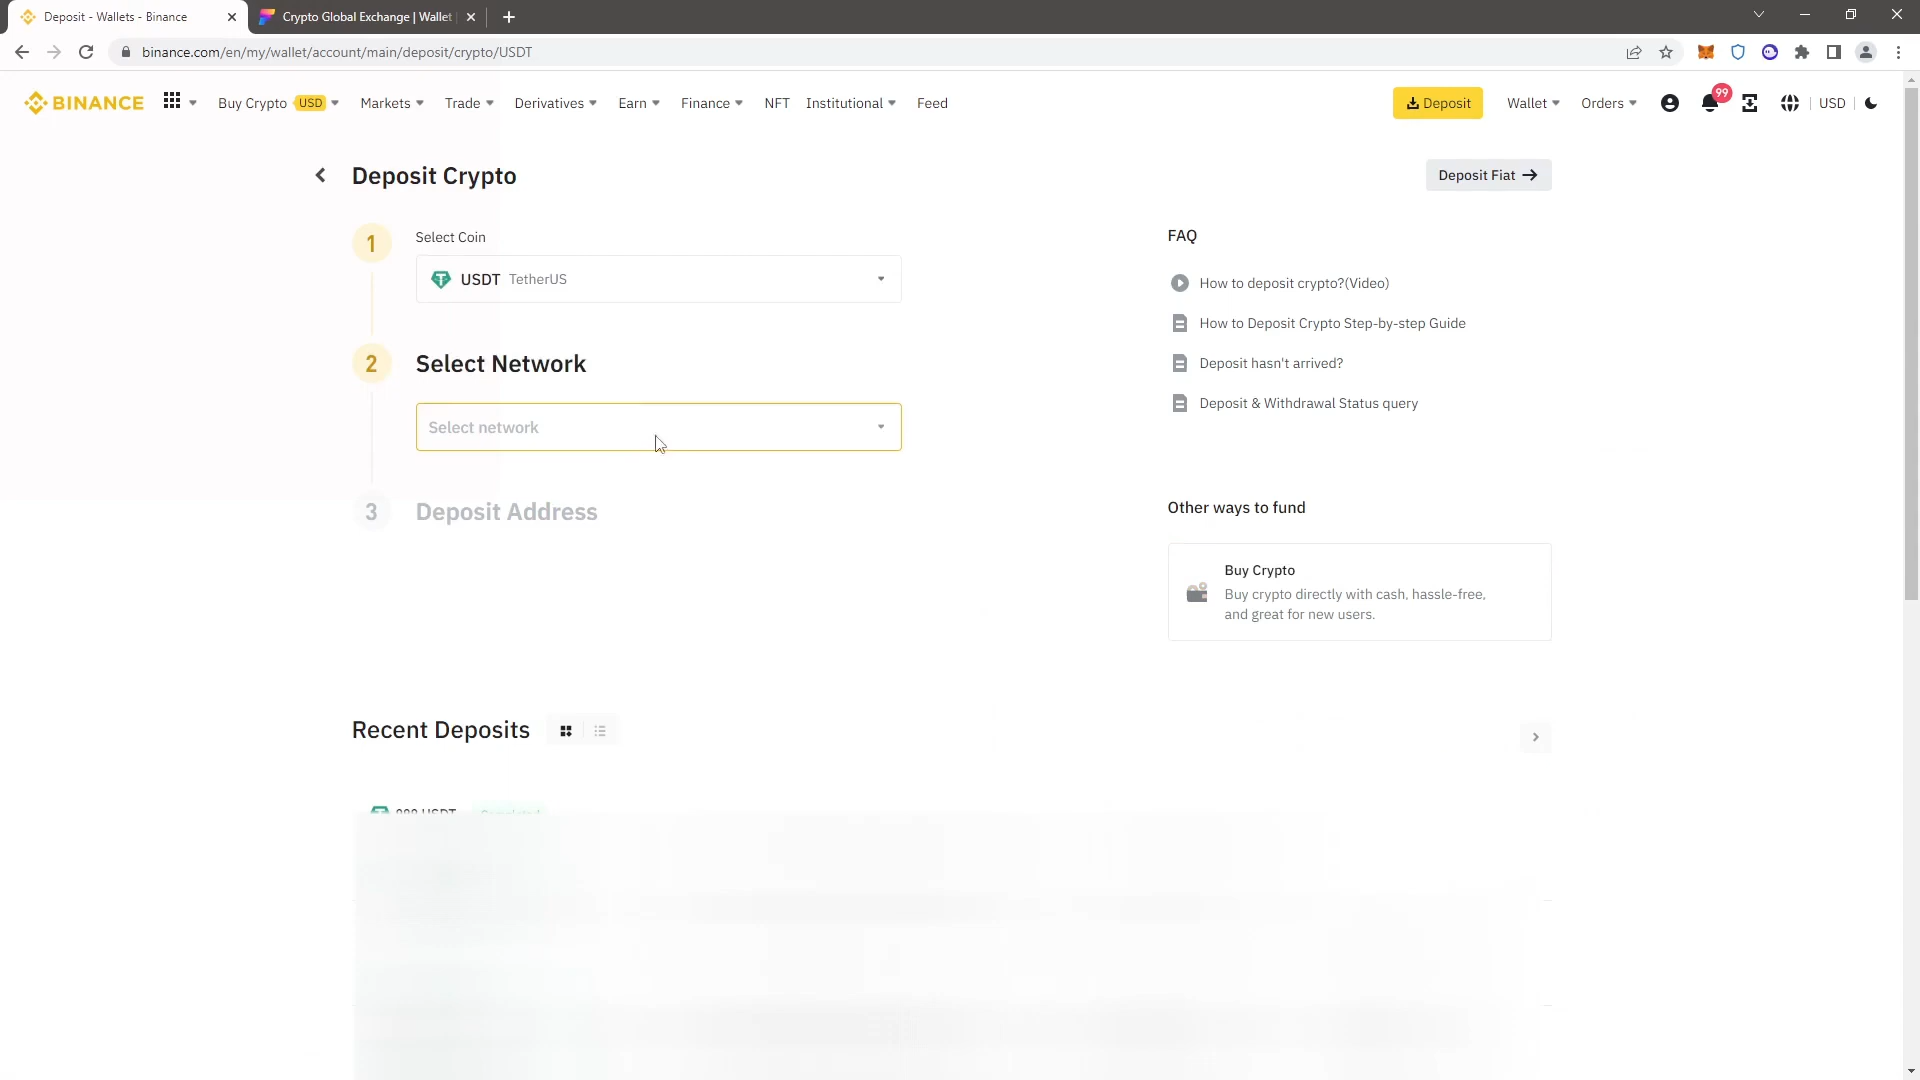 Deposit - Wallets - Binance
Crypto Global Exchange | Wallet
binance.com/en/my/wallet/account/main/deposit/crypto/USDT
BINANCE
Buy Crypto USD
Markets
Trade
Derivatives
Earn
Finance
NFT
Institutional
Feed
Deposit
Wallet
Orders
99
USD
Deposit Crypto
Deposit Fiat
1
Select Coin
USDT TetherUS
2
Select Network
Select network
3
Deposit Address
FAQ
How to deposit crypto?(Video)
How to Deposit Crypto Step-by-step Guide
Deposit hasn't arrived?
Deposit & Withdrawal Status query
Other ways to fund
Buy Crypto
Buy crypto directly with cash, hassle-free,
and great for new users.
Recent Deposits
USDT